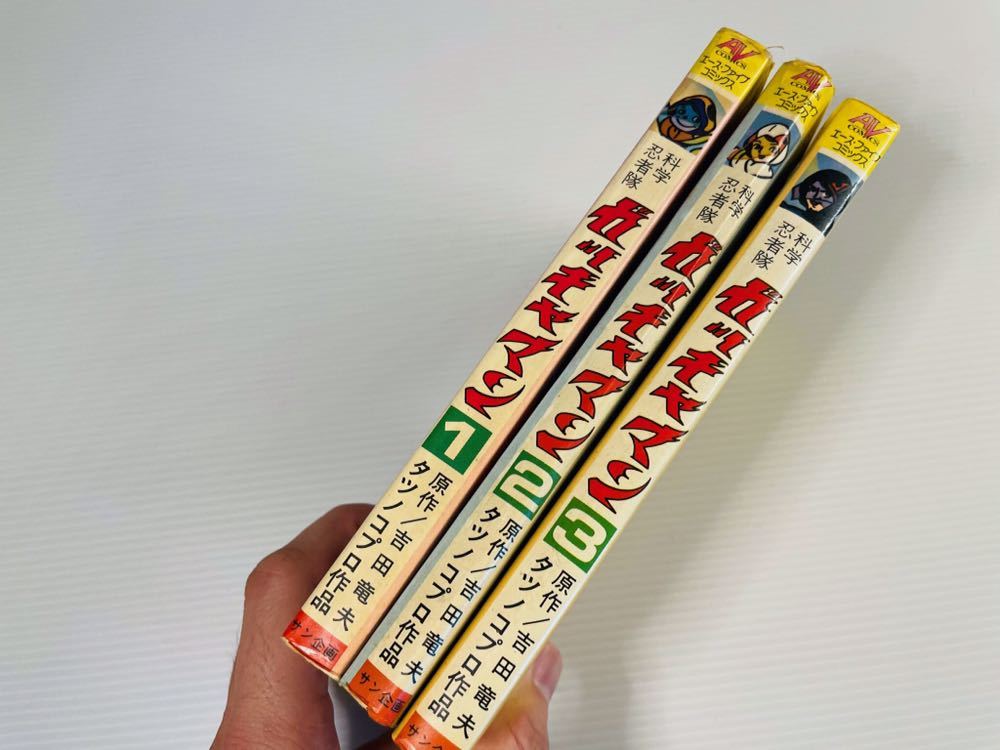 AV
COMICS
エース・ファイブ
コミックス
科学
忍者隊
ガッチャマン
1
原作/吉田竜夫
タツノコプロ作品
サン企画
AV
COMICS
エース・ファイブ
コミックス
科学
忍者隊
ガッチャマン
2
原作/吉田竜夫
タツノコプロ作品
サン企画
AV
COMICS
エース・ファイブ
コミックス
科学
忍者隊
ガッチャマン
3
原作/吉田竜夫
タツノコプロ作品
サン